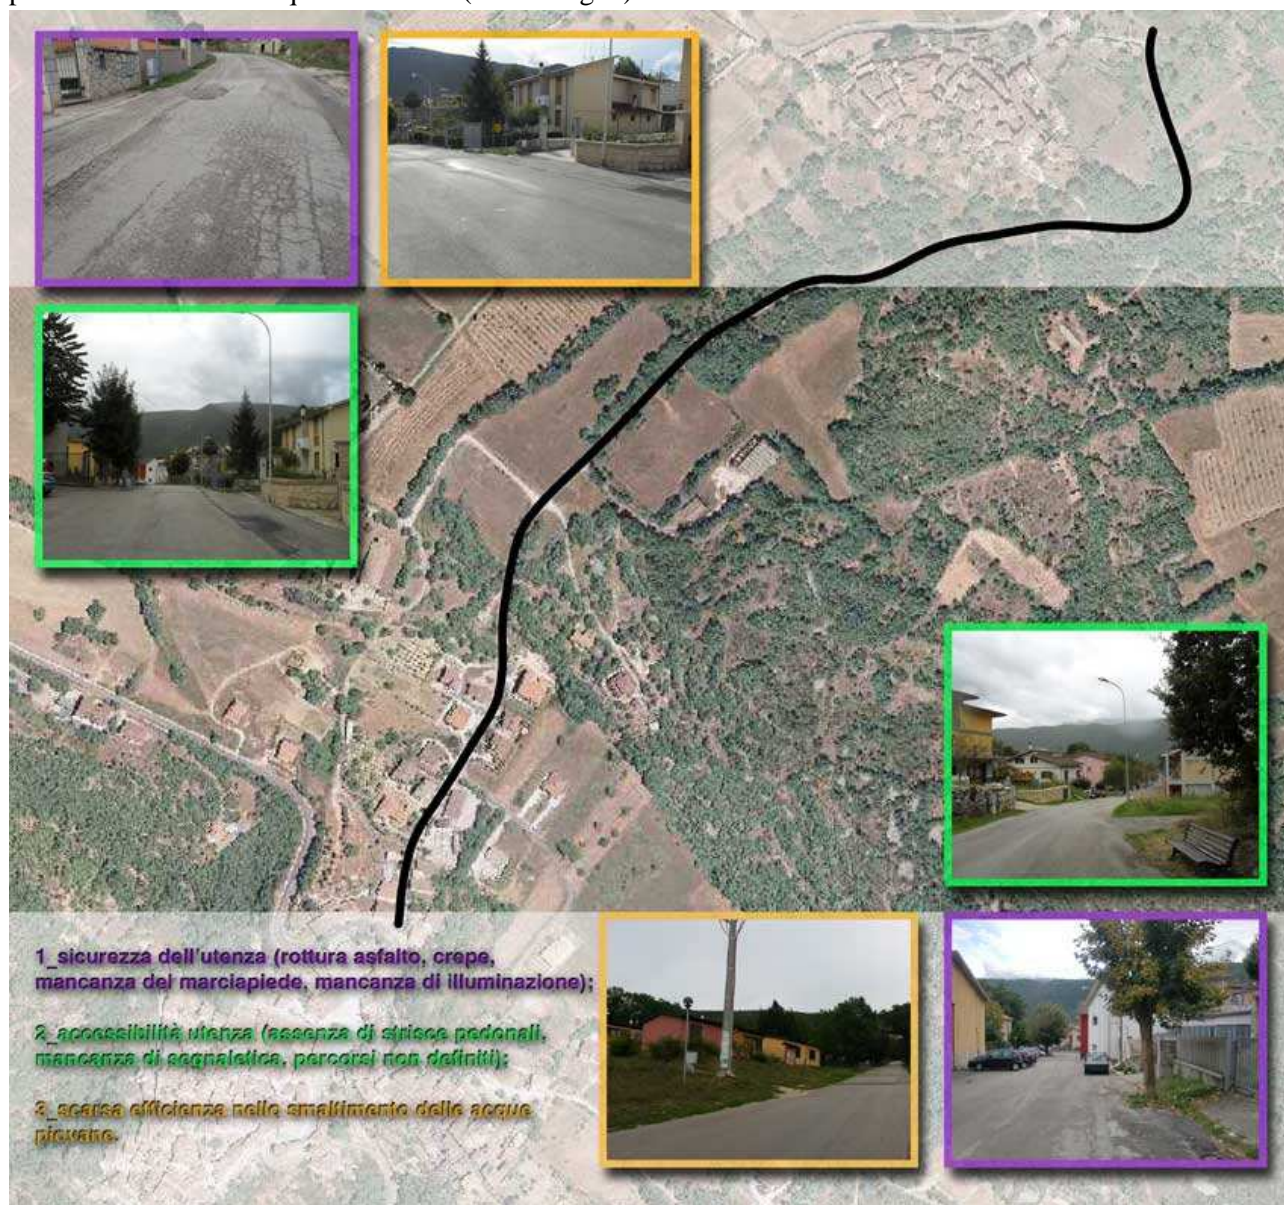 1_sicurezza dell'utenza (rottura asfalto, crepe,
mancanza del marciapiede, mancanza di illuminazione);
2_accessibilità utenza (assenza di strisce pedonali,
mancanza di segnaletica, percorsi non definiti);
3_scarsa efficienza nello smaltimento delle acque
piovane.